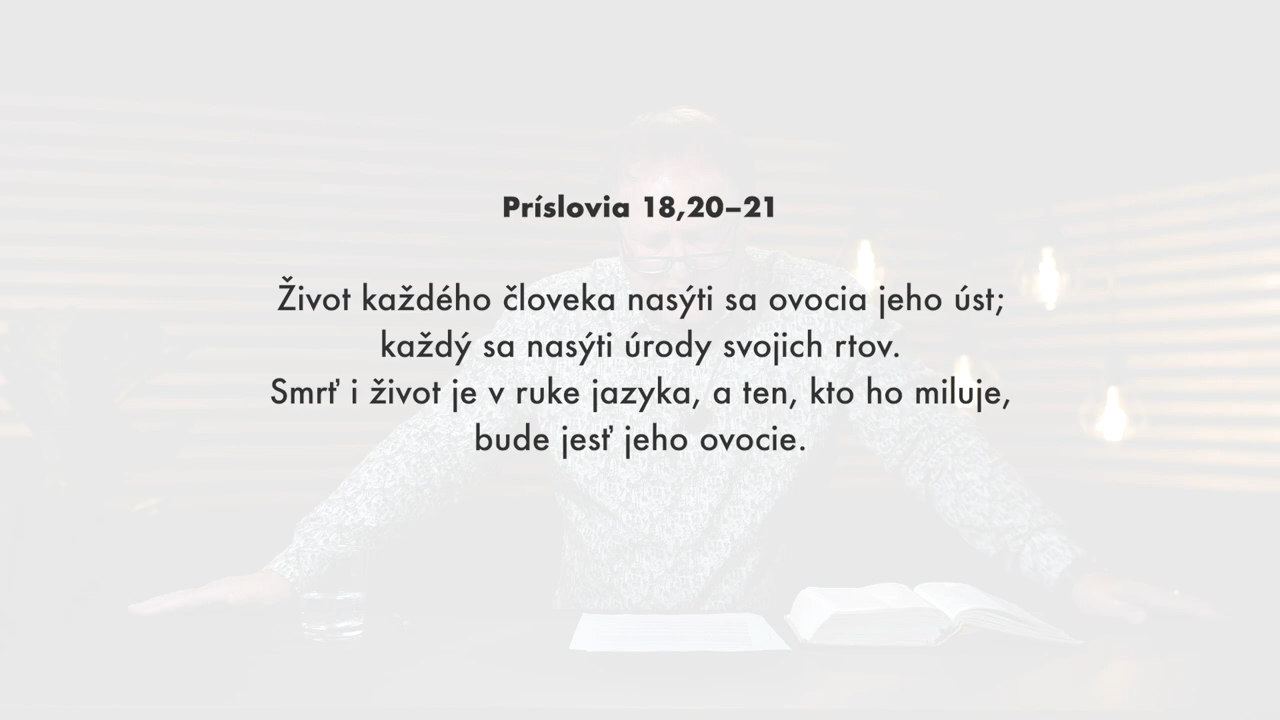 Príslovia 18,20–21
Život každého človeka nasýti sa ovocia jeho úst;
každý sa nasýti úrody svojich rtov.
Smrť i život je v ruke jazyka, a ten, kto ho miluje,
bude jesť jeho ovocie.